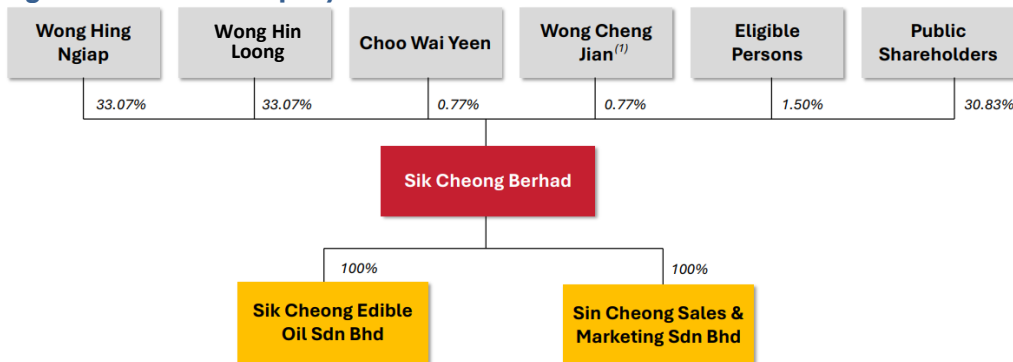 Wong Hing
Ngiap
Wong Hin
Loong
Choo Wai Yeen
Wong Cheng
Jian(1)
Eligible
Persons
Public
Shareholders
33.07%
33.07%
0.77%
0.77%
1.50%
30.83%
Sik Cheong Berhad
100%
100%
Sik Cheong Edible
Oil Sdn Bhd
Sin Cheong Sales &
Marketing Sdn Bhd